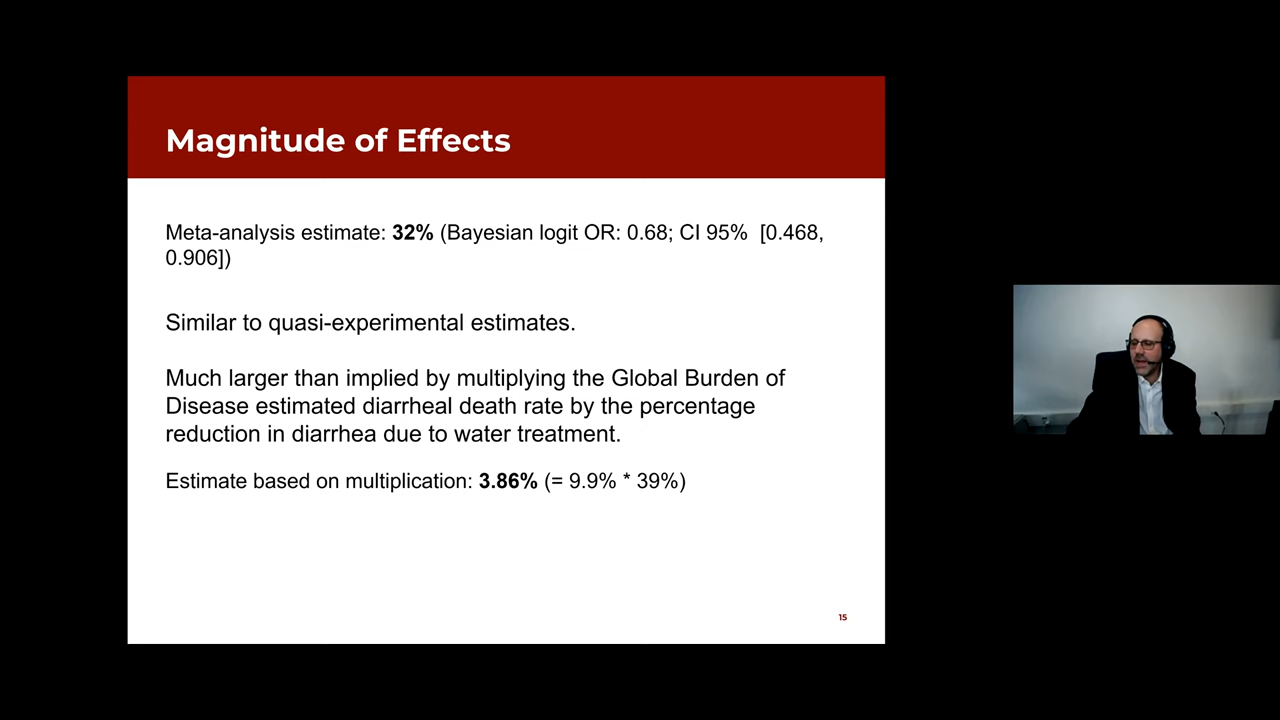 Magnitude of Effects
Meta-analysis estimate: 32% (Bayesian logit OR: 0.68; CI 95%  [0.468,
0.906])
Similar to quasi-experimental estimates.
Much larger than implied by multiplying the Global Burden of
Disease estimated diarrheal death rate by the percentage
reduction in diarrhea due to water treatment.
Estimate based on multiplication: 3.86% (= 9.9% * 39%)
15